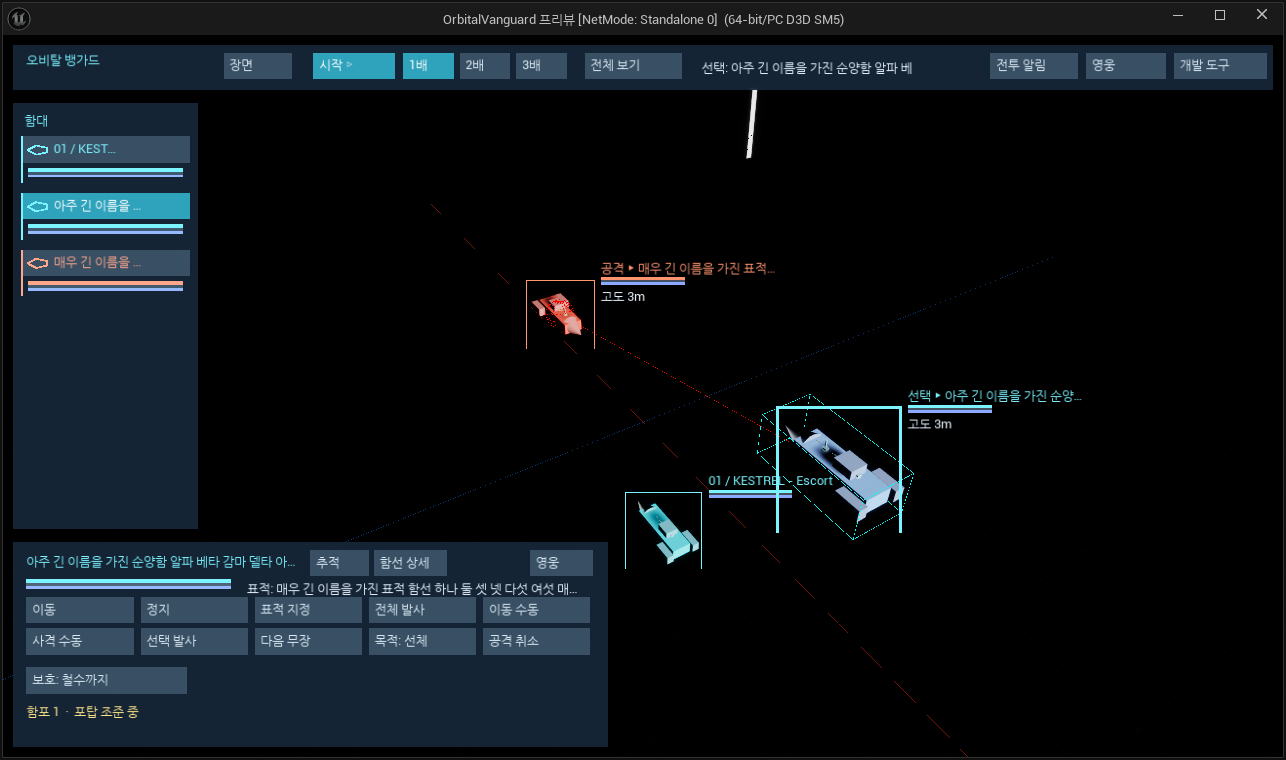 OrbitalVanguard 프리뷰 [NetMode: Standalone 0] (64-bit/PC D3D SM5)
오비탈 뱅가드
장면
시작 ▷
1배
2배
3배
전체 보기
선택: 아주 긴 이름을 가진 순양함 알파 베
전투 알림
영웅
개발 도구
함대
01 / KEST...
아주 긴 이름을 ...
매우 긴 이름을 ...
공격 ▸ 매우 긴 이름을 가진 표적...
고도 3m
선택 ▸ 아주 긴 이름을 가진 순양...
고도 3m
01 / KESTREL - Escort
아주 긴 이름을 가진 순양함 알파 베타 감마 델타 아...
추적
함선 상세
영웅
표적: 매우 긴 이름을 가진 표적 함선 하나 둘 셋 넷 다섯 여섯 매...
이동
정지
표적 지정
전체 발사
이동 수동
사격 수동
선택 발사
다음 무장
목적: 선체
공격 취소
보호: 철수까지
함포 1 · 포탑 조준 중